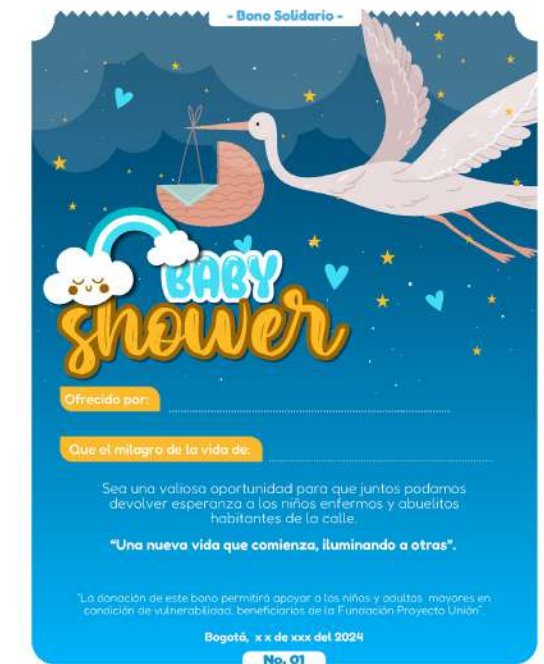 - Bono Solidario -
BABY
shower
Ofrecido por:
Que el milagro de la vida de:
Sea una valiosa oportunidad para que juntos podamos
devolver esperanza a los niños enfermos y abuelitos
habitantes de la calle.
"Una nueva vida que comienza, iluminando a otras".
"La donación de este bono permitirá apoyar a los niños y adultos mayores en
condición de vulnerabilidad, beneficiarios de la Fundación Proyecto Unión".
Bogotá, x x de xxx del 2024
No. 01